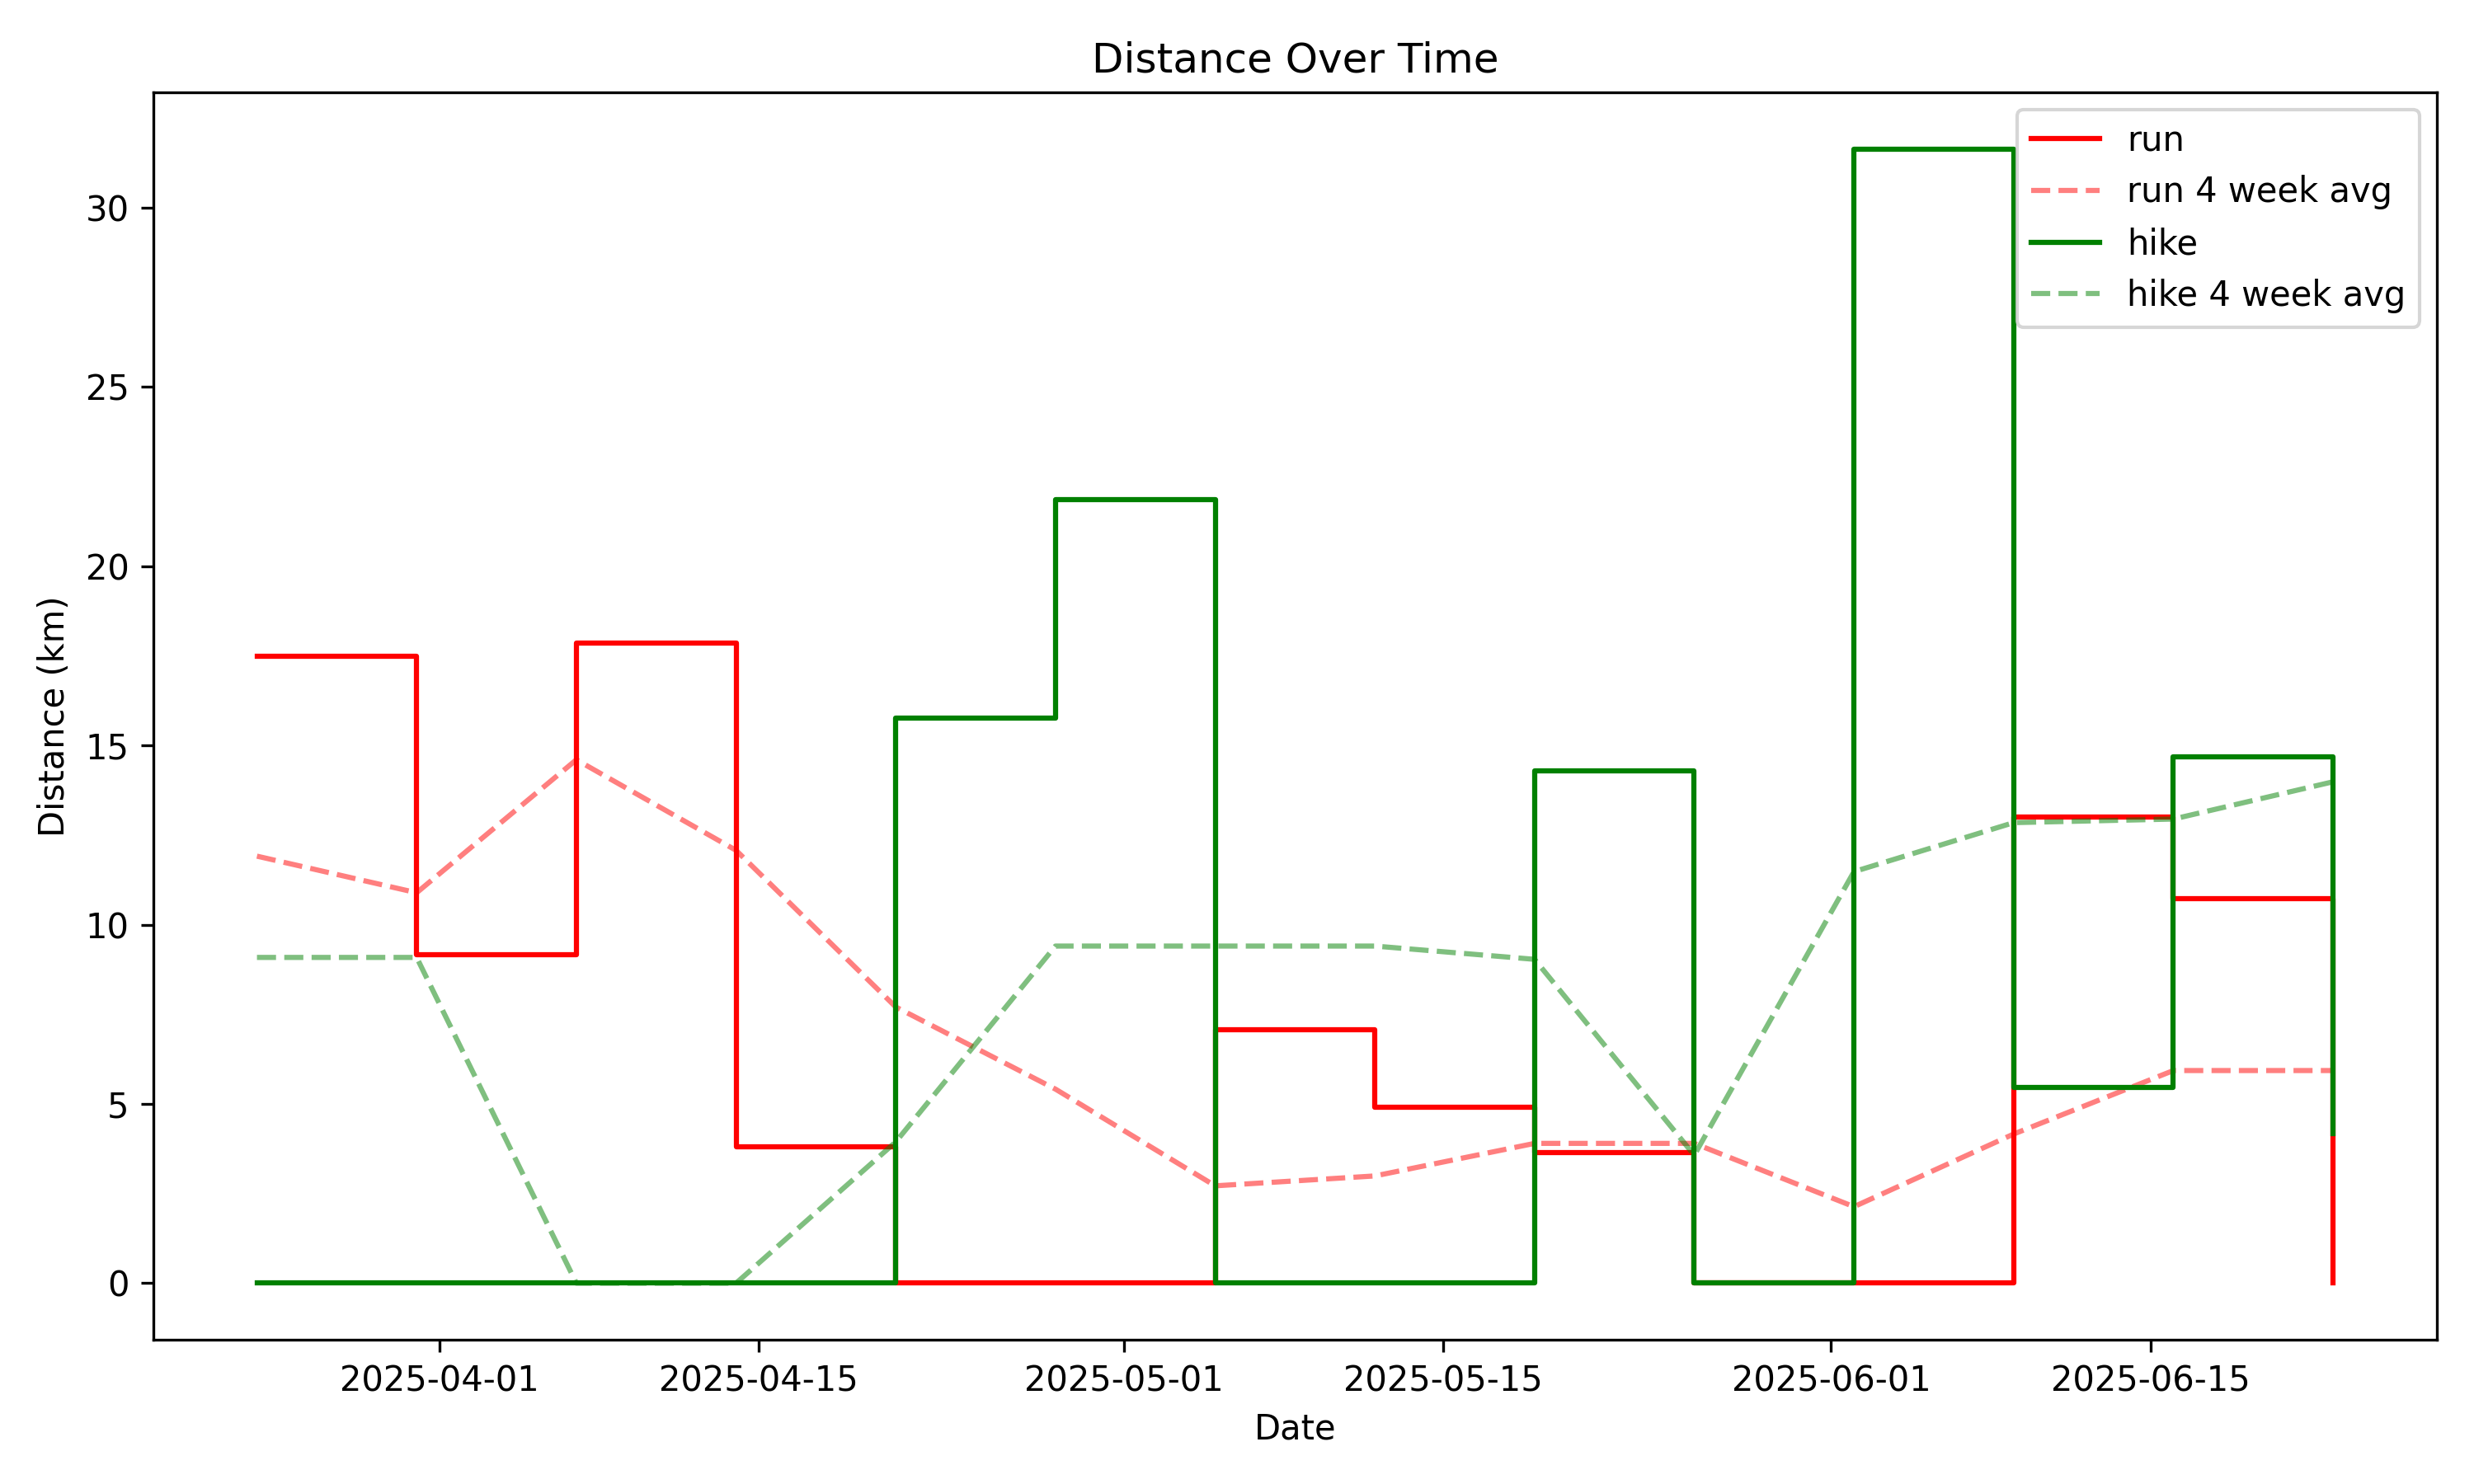 Distance Over Time
run
run 4 week avg
hike
hike 4 week avg
30
25
20
15
10
5
0
Distance (km)
2025-04-01
2025-04-15
2025-05-01
2025-05-15
2025-06-01
2025-06-15
Date